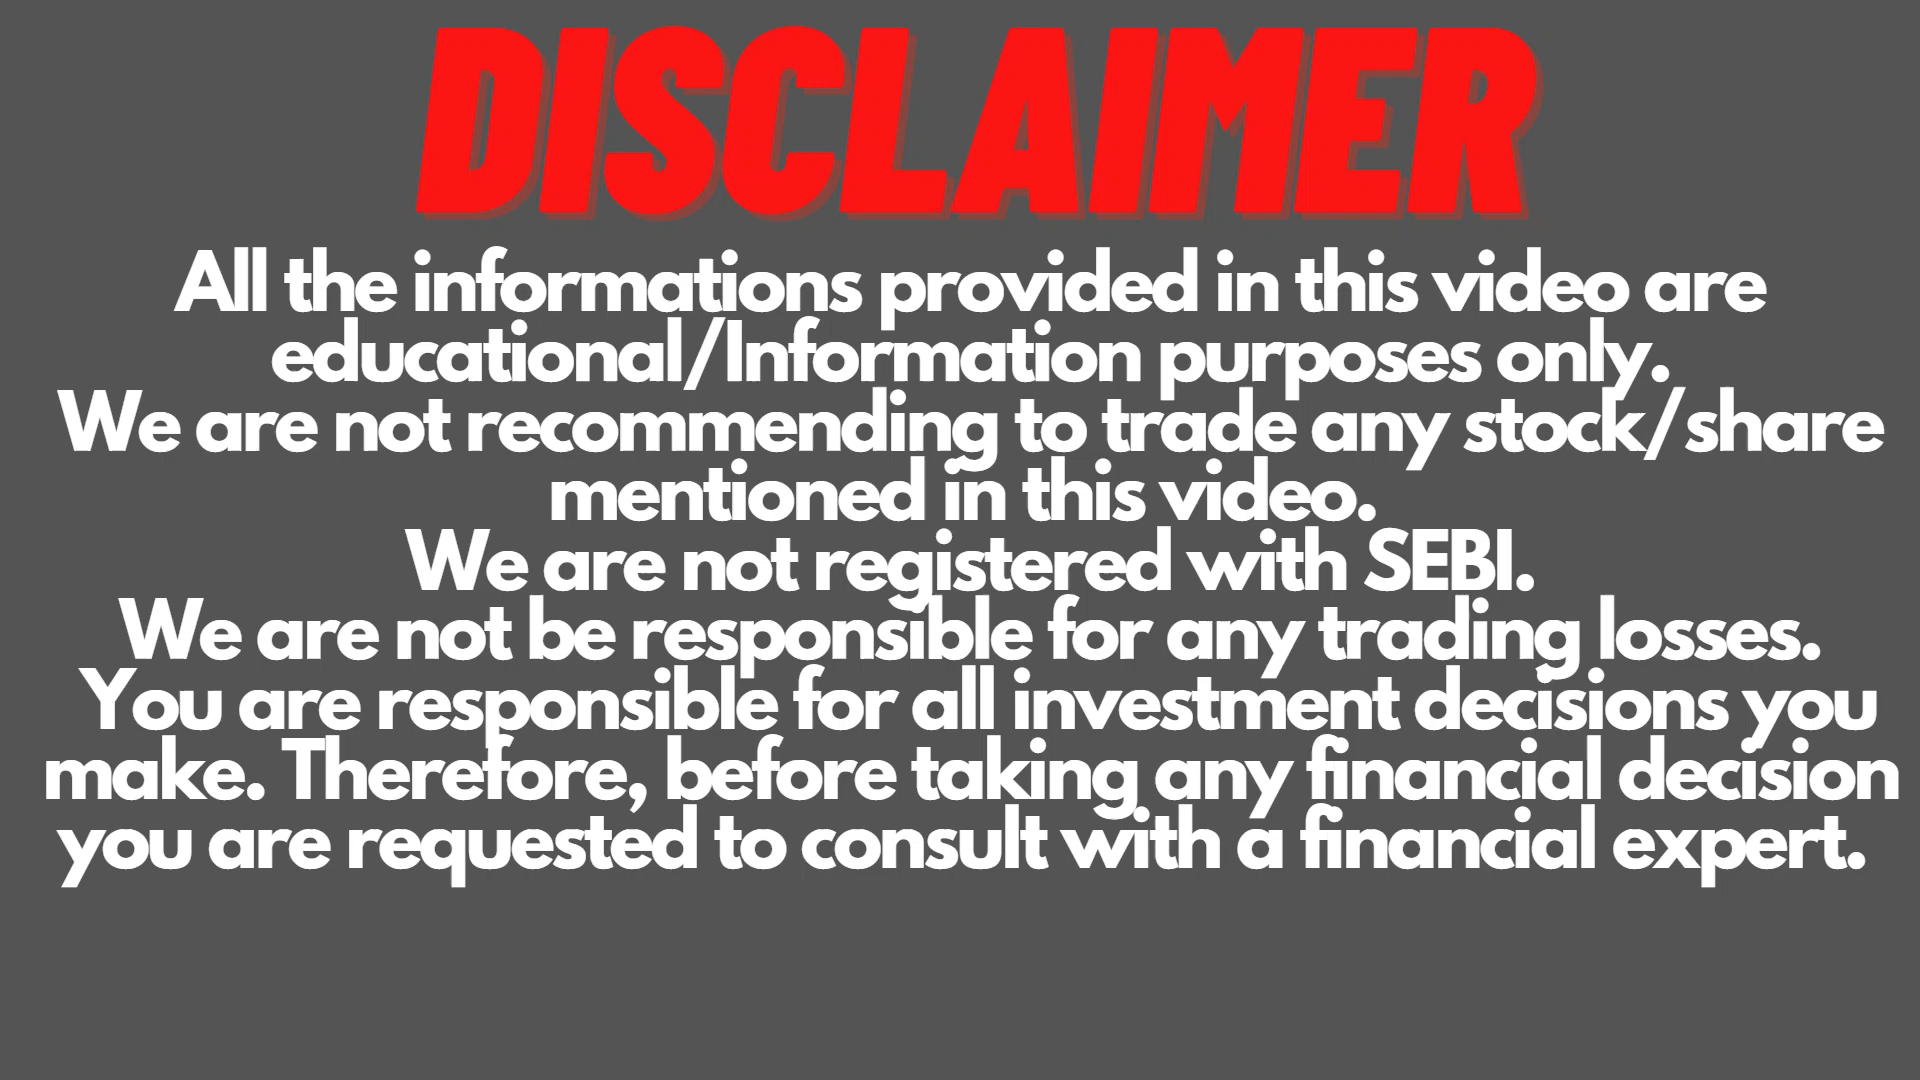 DISCLAIMER
All the informations provided in this video are
educational/Information purposes only.
We are not recommending to trade any stock/share
mentioned in this video.
We are not registered with SEBI.
We are not be responsible for any trading losses.
You are responsible for all investment decisions you
make. Therefore, before taking any financial decision
you are requested to consult with a financial expert.